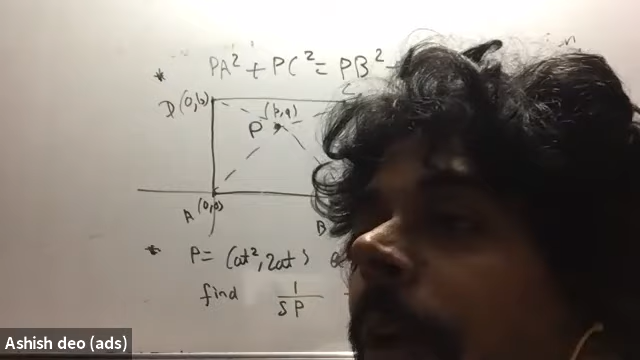 * PA² + PC² = PB²
D (0,b)
C
(p,q)
P
A (0,0)
B
* P = (at², 2at)
find 1/SP
Ashish deo (ads)